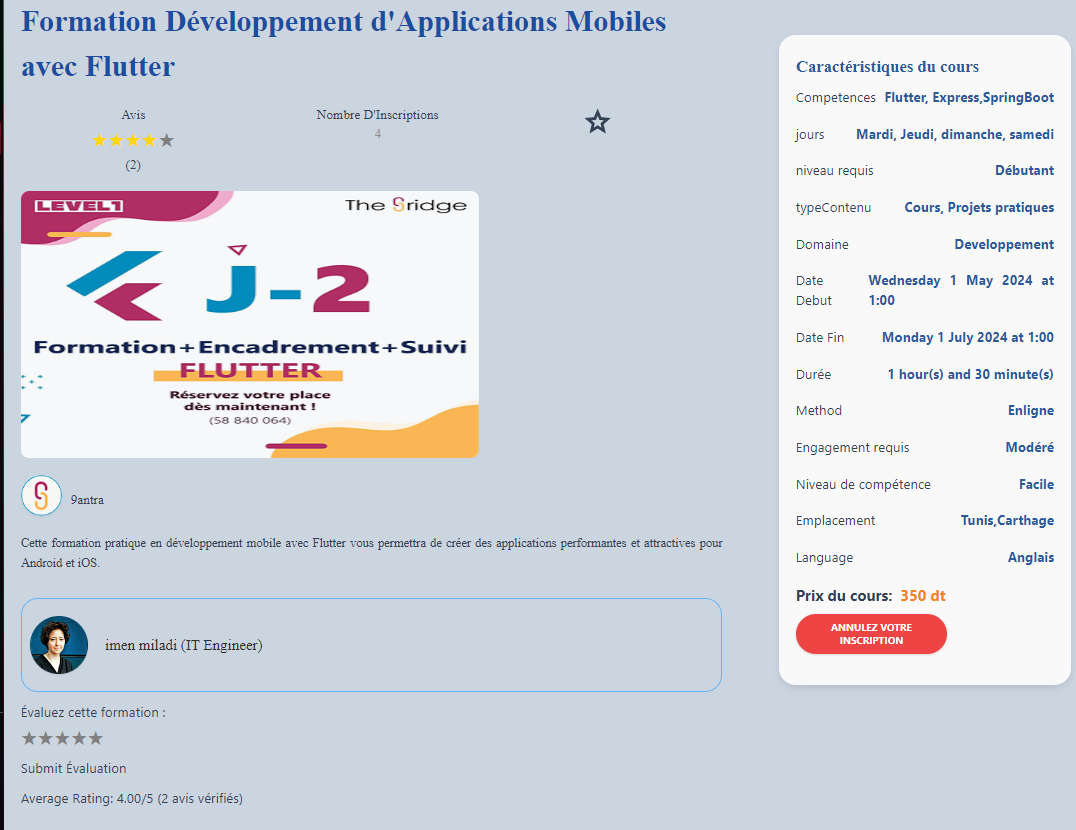 Formation Développement d'Applications Mobiles
avec Flutter
Avis
(2)
Nombre D'Inscriptions
4
LEVEL1
The Bridge
J-2
Formation+Encadrement+Suivi
FLUTTER
Réservez votre place
dès maintenant !
(58 840 064)
9antra
Cette formation pratique en développement mobile avec Flutter vous permettra de créer des applications performantes et attractives pour
Android et iOS.
imen miladi (IT Engineer)
Évaluez cette formation :
Submit Évaluation
Average Rating: 4.00/5 (2 avis vérifiés)
Caractéristiques du cours
Competences Flutter, Express,SpringBoot
jours Mardi, Jeudi, dimanche, samedi
niveau requis Débutant
typeContenu Cours, Projets pratiques
Domaine Developpement
Date Wednesday 1 May 2024 at
Debut 1:00
Date Fin Monday 1 July 2024 at 1:00
Durée 1 hour(s) and 30 minute(s)
Method Enligne
Engagement requis Modéré
Niveau de compétence Facile
Emplacement Tunis,Carthage
Language Anglais
Prix du cours: 350 dt
ANNULEZ VOTRE
INSCRIPTION